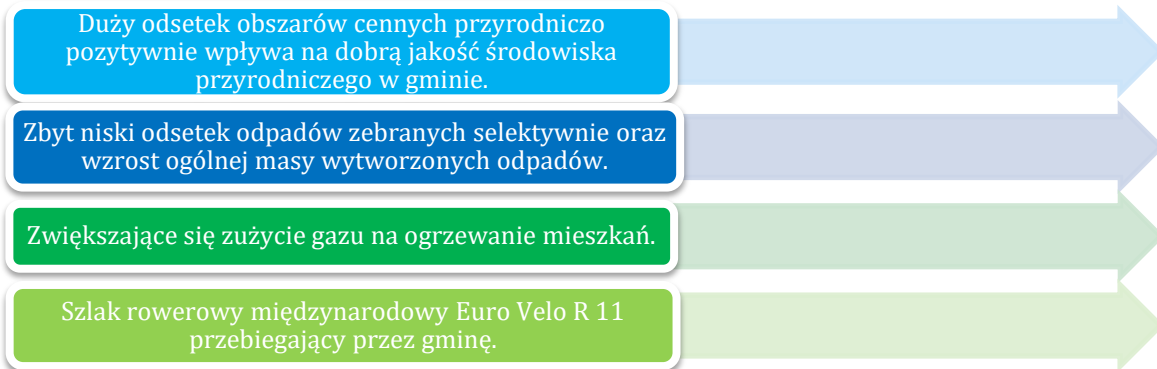 Duży odsetek obszarów cennych przyrodniczo
pozytywnie wpływa na dobrą jakość środowiska
przyrodniczego w gminie.
Zbyt niski odsetek odpadów zebranych selektywnie oraz
wzrost ogólnej masy wytworzonych odpadów.
Zwiększające się zużycie gazu na ogrzewanie mieszkań.
Szlak rowerowy międzynarodowy Euro Velo R 11
przebiegający przez gminę.